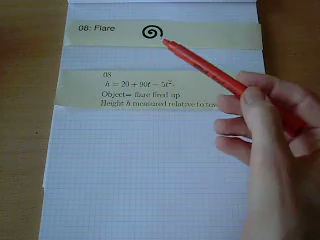 08: Flare
08
h = 20 + 90t − 5t².
Object= flare fired up
Height h measured relative to